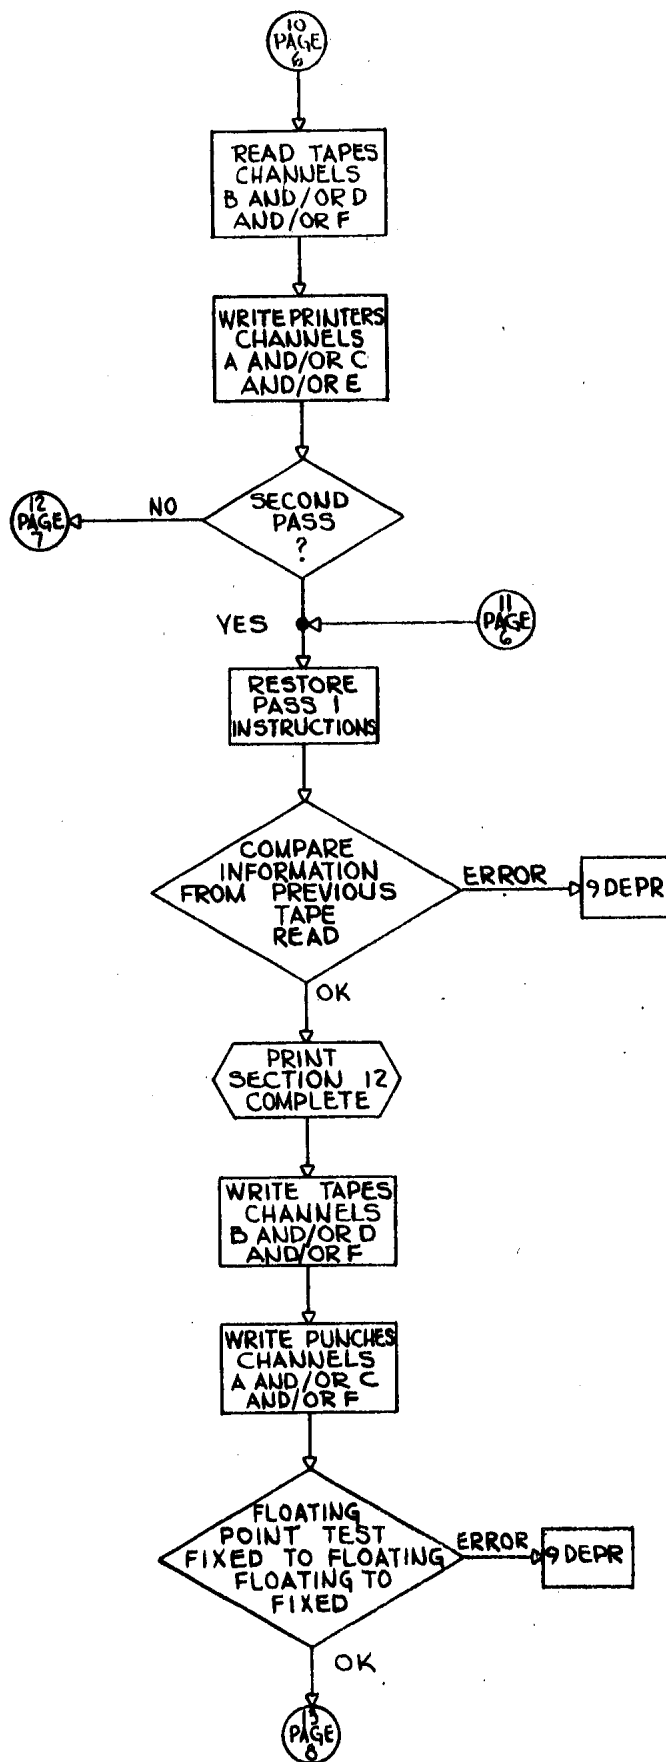 10
PAGE
6
READ TAPES
CHANNELS
B AND/OR D
AND/OR F
WRITE PRINTERS
CHANNELS
A AND/OR C
AND/OR E
SECOND
PASS
?
NO
12
PAGE
7
YES
11
PAGE
6
RESTORE
PASS 1
INSTRUCTIONS
COMPARE
INFORMATION
FROM PREVIOUS
TAPE
READ
ERROR
9 DEPR
OK
PRINT
SECTION 12
COMPLETE
WRITE TAPES
CHANNELS
B AND/OR D
AND/OR F
WRITE PUNCHES
CHANNELS
A AND/OR C
AND/OR F
FLOATING
POINT TEST
FIXED TO FLOATING
FLOATING TO
FIXED
ERROR
9 DEPR
OK
PAGE
8